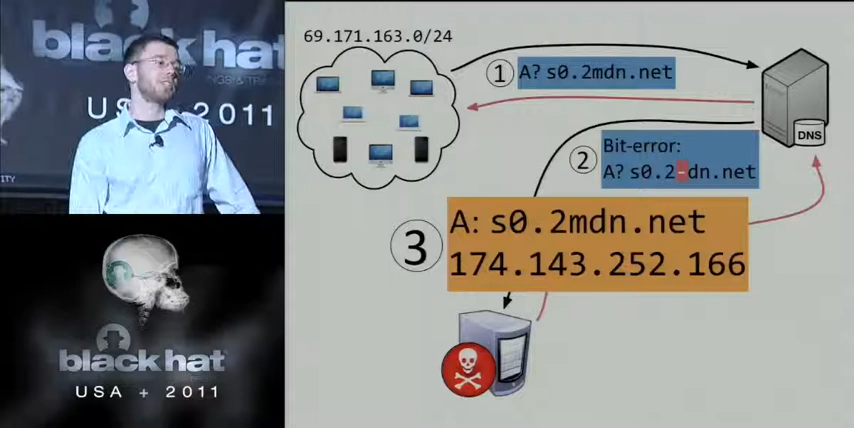 black hat
USA + 2011
69.171.163.0/24
1
A? s0.2mdn.net
DNS
2
Bit-error:
A? s0.2-dn.net
3
A: s0.2mdn.net
174.143.252.166
black hat
USA + 2011